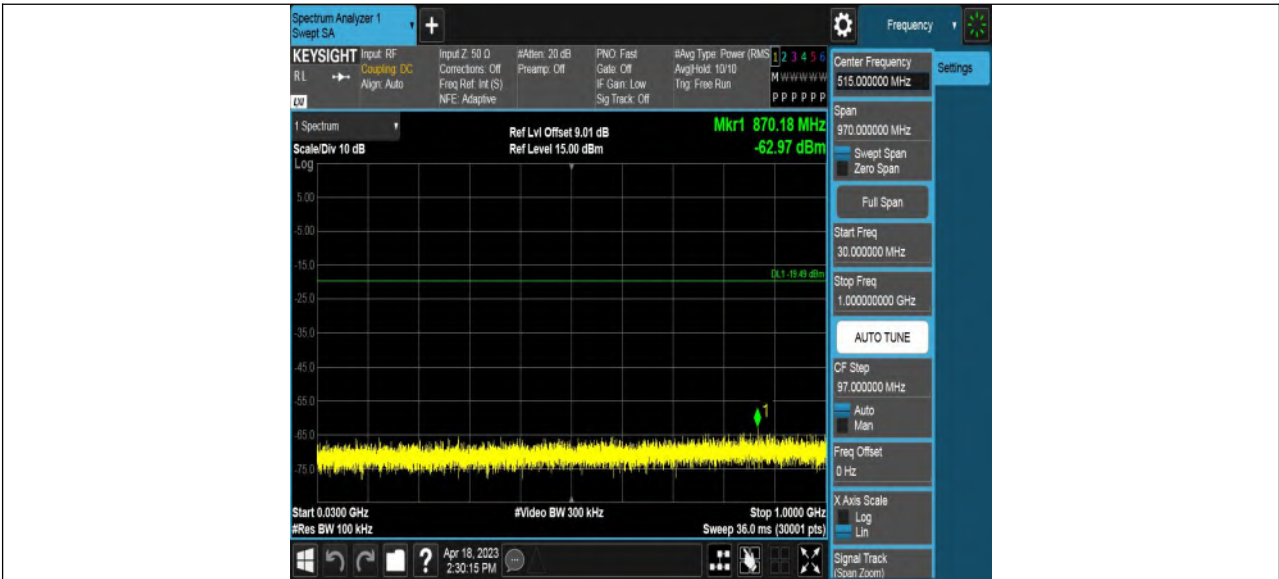 Spectrum Analyzer 1
Swept SA
+
Frequency
KEYSIGHT
RL
LXI
Input: RF
Coupling: DC
Align: Auto
Input Z: 50 Ω
Corrections: Off
Freq Ref: Int (S)
NFE: Adaptive
#Atten: 20 dB
Preamp: Off
PNO: Fast
Gate: Off
IF Gain: Low
Sig Track: Off
#Avg Type: Power (RMS
Avg|Hold: 10/10
Trig: Free Run
1 2 3 4 5 6
M W W W W W
P P P P P P
1 Spectrum
Scale/Div 10 dB
Log
Ref Lvl Offset 9.01 dB
Ref Level 15.00 dBm
Mkr1 870.18 MHz
-62.97 dBm
5.00
-5.00
-15.0
DL1 -19.49 dBm
-25.0
-35.0
-45.0
-55.0
1
-65.0
-75.0
Start 0.0300 GHz
#Res BW 100 kHz
#Video BW 300 kHz
Stop 1.0000 GHz
Sweep 36.0 ms (30001 pts)
?
Apr 18, 2023
2:30:15 PM
Center Frequency
515.000000 MHz
Settings
Span
970.000000 MHz
Swept Span
Zero Span
Full Span
Start Freq
30.000000 MHz
Stop Freq
1.000000000 GHz
AUTO TUNE
CF Step
97.000000 MHz
Auto
Man
Freq Offset
0 Hz
X Axis Scale
Log
Lin
Signal Track
(Span Zoom)